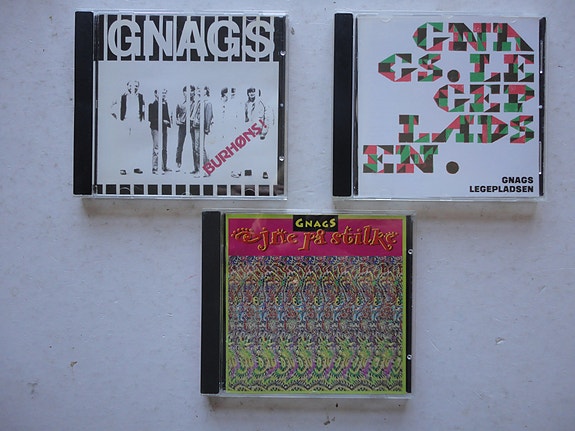 GNAGS
BURHØNS!
GNA
GS.LE
GEP
LADS
EN.
GNAGS
LEGEPLADSEN
GNAGS
øjne på stilke